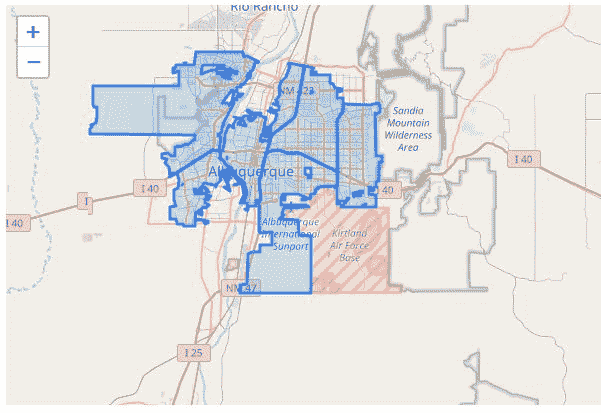 Rio Rancho
+
−
NM 423
Sandia
Mountain
Wilderness
Area
Albuquerque
I 40
I 40
I
I 40
40
Albuquerque
International
Sunport
Kirtland
Air Force
Base
NM 47
I 25